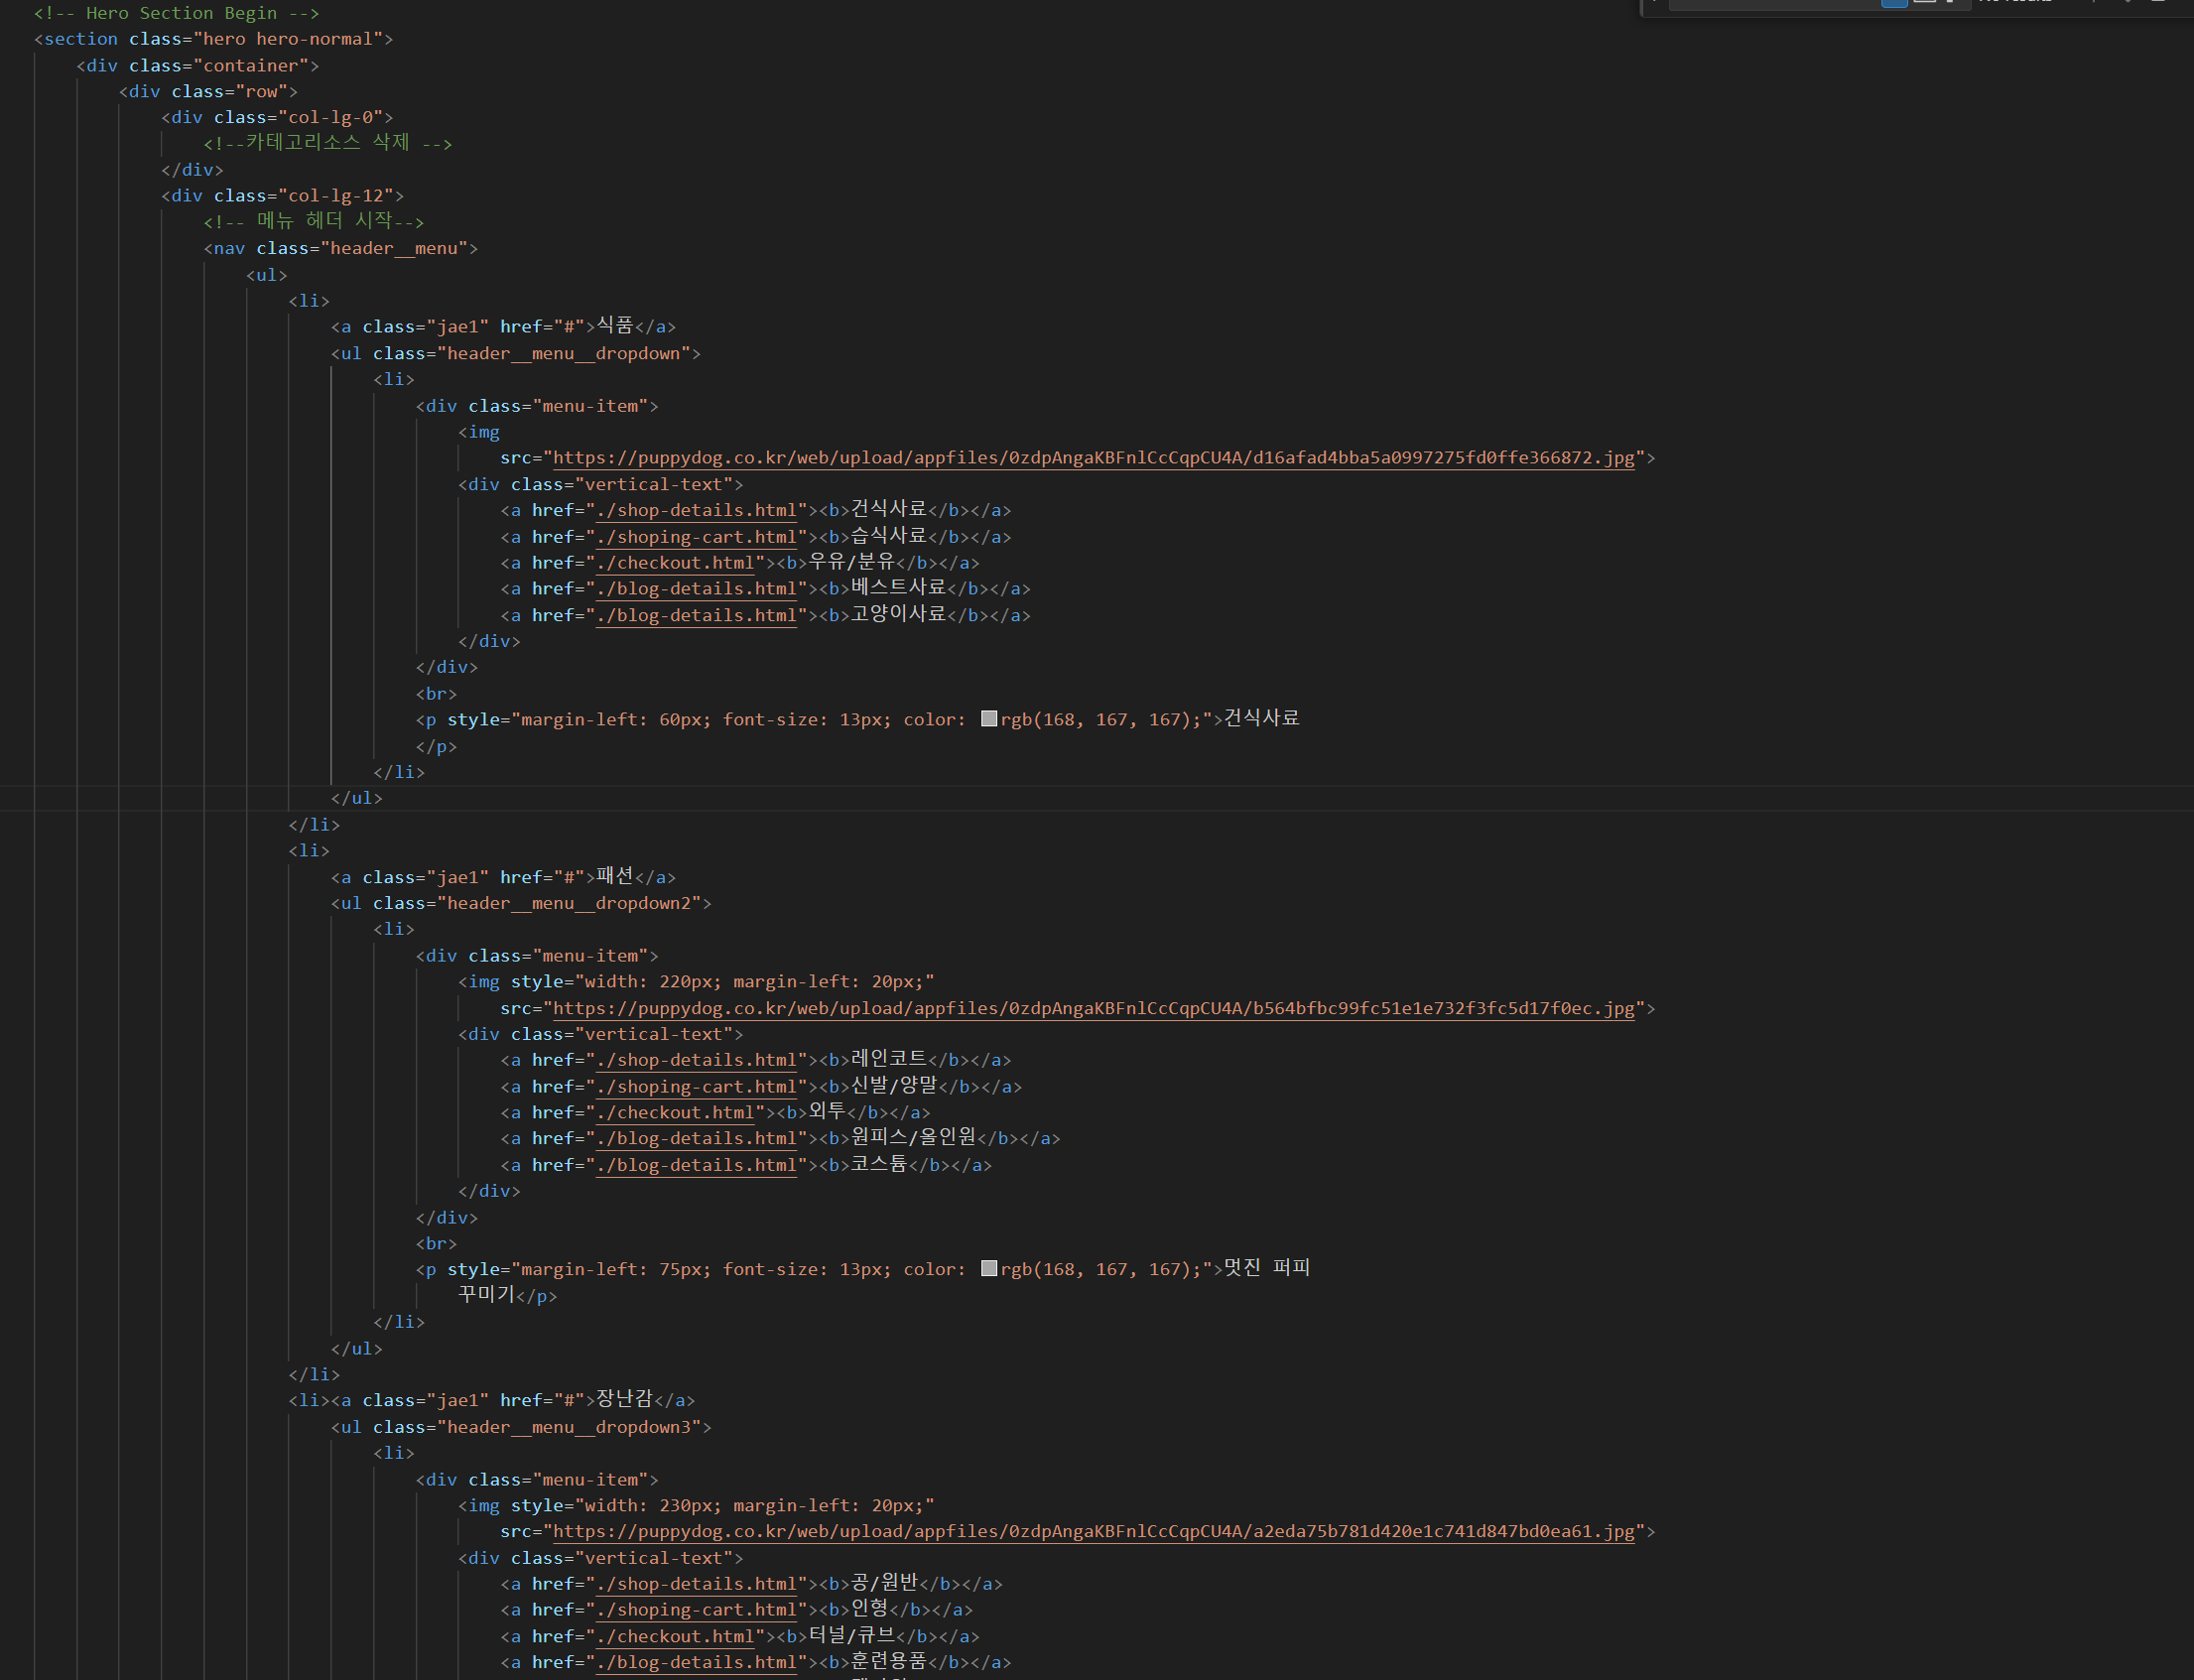 <!-- Hero Section Begin -->
<section class="hero hero-normal">
<div class="container">
<div class="row">
<div class="col-lg-0">
<!--카테고리소스 삭제 -->
</div>
<div class="col-lg-12">
<!-- 메뉴 헤더 시작-->
<nav class="header__menu">
<ul>
<li>
<a class="jae1" href="#">식품</a>
<ul class="header__menu__dropdown">
<li>
<div class="menu-item">
<img
src="https://puppydog.co.kr/web/upload/appfiles/0zdpAngaKBFnlCcCqpCU4A/d16afad4bba5a0997275fd0ffe366872.jpg">
<div class="vertical-text">
<a href="./shop-details.html"><b>건식사료</b></a>
<a href="./shoping-cart.html"><b>습식사료</b></a>
<a href="./checkout.html"><b>우유/분유</b></a>
<a href="./blog-details.html"><b>베스트사료</b></a>
<a href="./blog-details.html"><b>고양이사료</b></a>
</div>
</div>
<br>
<p style="margin-left: 60px; font-size: 13px; color: rgb(168, 167, 167);">건식사료
</p>
</li>
</ul>
</li>
<li>
<a class="jae1" href="#">패션</a>
<ul class="header__menu__dropdown2">
<li>
<div class="menu-item">
<img style="width: 220px; margin-left: 20px;"
src="https://puppydog.co.kr/web/upload/appfiles/0zdpAngaKBFnlCcCqpCU4A/b564bfbc99fc51e1e732f3fc5d17f0ec.jpg">
<div class="vertical-text">
<a href="./shop-details.html"><b>레인코트</b></a>
<a href="./shoping-cart.html"><b>신발/양말</b></a>
<a href="./checkout.html"><b>외투</b></a>
<a href="./blog-details.html"><b>원피스/올인원</b></a>
<a href="./blog-details.html"><b>코스튬</b></a>
</div>
</div>
<br>
<p style="margin-left: 75px; font-size: 13px; color: rgb(168, 167, 167);">멋진 퍼피
꾸미기</p>
</li>
</ul>
</li>
<li><a class="jae1" href="#">장난감</a>
<ul class="header__menu__dropdown3">
<li>
<div class="menu-item">
<img style="width: 230px; margin-left: 20px;"
src="https://puppydog.co.kr/web/upload/appfiles/0zdpAngaKBFnlCcCqpCU4A/a2eda75b781d420e1c741d847bd0ea61.jpg">
<div class="vertical-text">
<a href="./shop-details.html"><b>공/원반</b></a>
<a href="./shoping-cart.html"><b>인형</b></a>
<a href="./checkout.html"><b>터널/큐브</b></a>
<a href="./blog-details.html"><b>훈련용품</b></a>